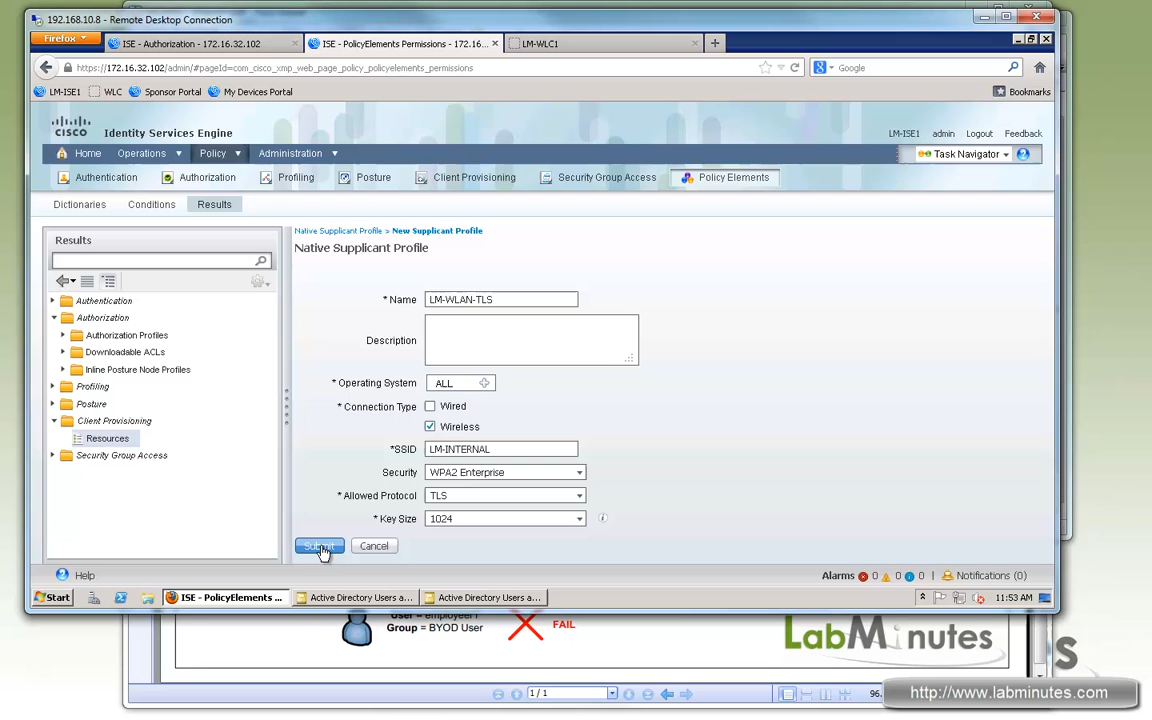 192.168.10.8 - Remote Desktop Connection
Firefox
ISE - Authorization - 172.16.32.102
ISE - PolicyElements Permissions - 172.16...
LM-WLC1
https://172.16.32.102/admin/#pageId=com_cisco_xmp_web_page_policy_policyelements_permissions
Google
LM-ISE1
WLC
Sponsor Portal
My Devices Portal
Bookmarks
CISCO Identity Services Engine
LM-ISE1 admin Logout Feedback
Home Operations Policy Administration
Task Navigator
Authentication Authorization Profiling Posture Client Provisioning Security Group Access Policy Elements
Dictionaries Conditions Results
Results
Native Supplicant Profile > New Supplicant Profile
Native Supplicant Profile
Authentication
Authorization
Authorization Profiles
Downloadable ACLs
Inline Posture Node Profiles
Profiling
Posture
Client Provisioning
Resources
Security Group Access
* Name LM-WLAN-TLS
Description
* Operating System ALL
* Connection Type Wired
Wireless
*SSID LM-INTERNAL
Security WPA2 Enterprise
* Allowed Protocol TLS
* Key Size 1024
Submit Cancel
Help
Alarms 0 0 0 Notifications (0)
Start
ISE - PolicyElements ...
Active Directory Users a...
Active Directory Users a...
11:53 AM
Group = BYOD User
FAIL
LabMinutes
1 / 1
96.
http://www.labminutes.com